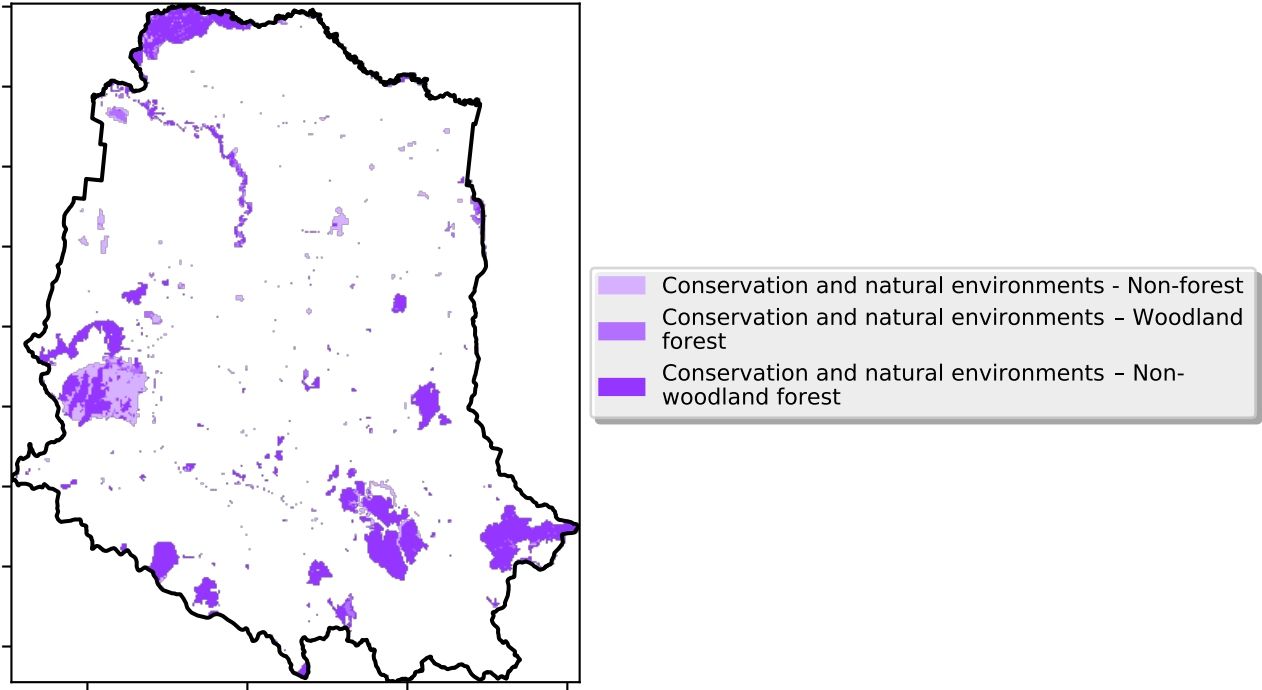 Conservation and natural environments - Non-forest
Conservation and natural environments – Woodland
forest
Conservation and natural environments – Non-
woodland forest